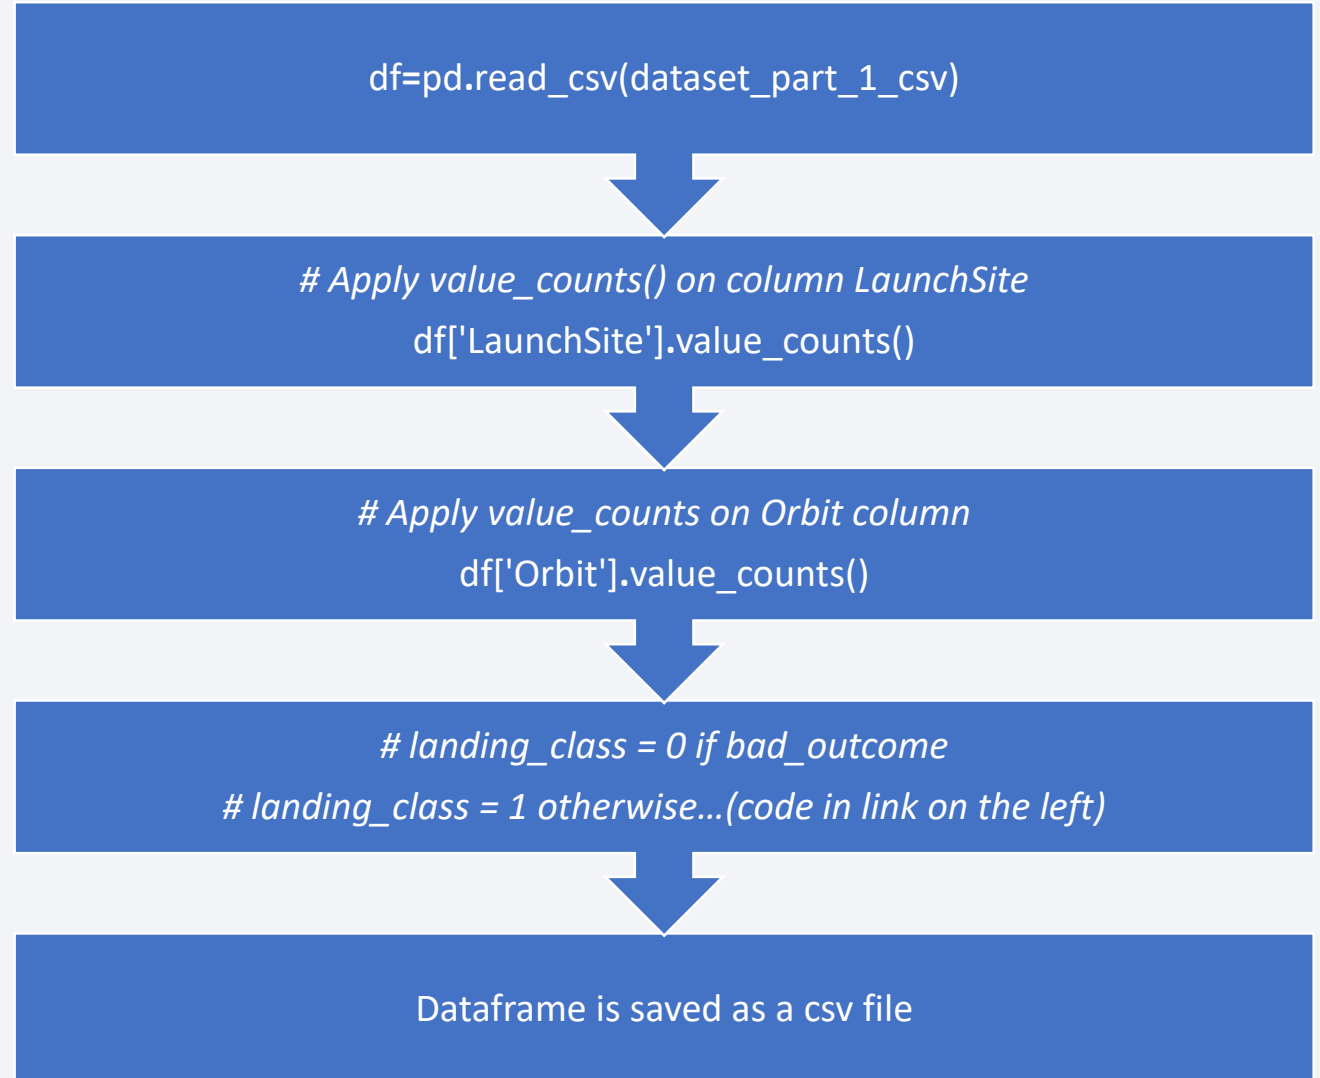 df=pd.read_csv(dataset_part_1_csv)
# Apply value_counts() on column LaunchSite
df['LaunchSite'].value_counts()
# Apply value_counts on Orbit column
df['Orbit'].value_counts()
# landing_class = 0 if bad_outcome
# landing_class = 1 otherwise...(code in link on the left)
Dataframe is saved as a csv file